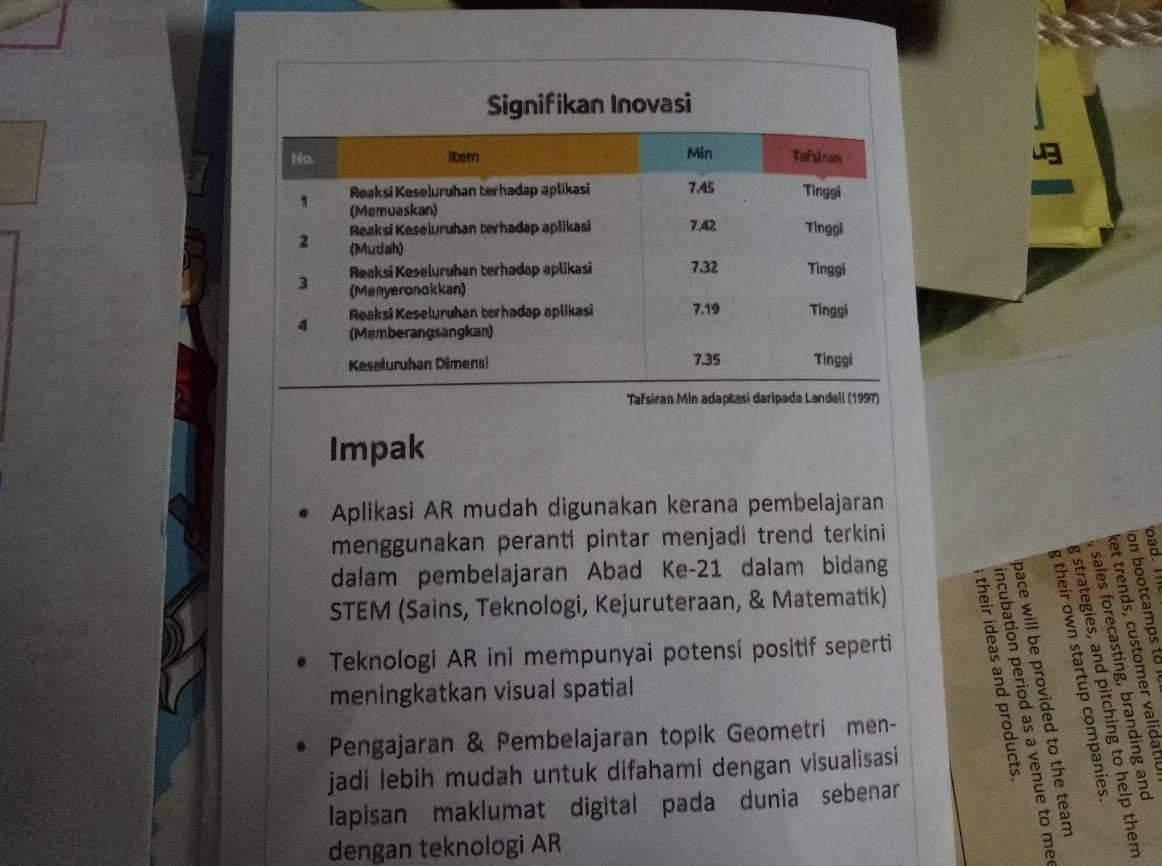 Signifikan Inovasi
No. Item Min Tafsiran
1 Reaksi Keseluruhan terhadap aplikasi 7.45 Tinggi
(Memuaskan)
2 Reaksi Keseluruhan terhadap aplikasi 7.42 Tinggi
(Mudah)
3 Reaksi Keseluruhan terhadap aplikasi 7.32 Tinggi
(Menyeronokkan)
4 Reaksi Keseluruhan terhadap aplikasi 7.19 Tinggi
(Memberangsangkan)
Keseluruhan Dimensi 7.35 Tinggi
Tafsiran Min adaptasi daripada Landell (1997)
Impak
• Aplikasi AR mudah digunakan kerana pembelajaran
menggunakan peranti pintar menjadi trend terkini
dalam pembelajaran Abad Ke-21 dalam bidang
STEM (Sains, Teknologi, Kejuruteraan, & Matematik)
• Teknologi AR ini mempunyai potensi positif seperti
meningkatkan visual spatial
• Pengajaran & Pembelajaran topik Geometri men-
jadi lebih mudah untuk difahami dengan visualisasi
lapisan maklumat digital pada dunia sebenar
dengan teknologi AR
bootcamps to
trends, customer validation
sales forecasting, branding and
strategies, and pitching to help them
their own startup companies.
will be provided to the team
incubation period as a venue to
their ideas and products.